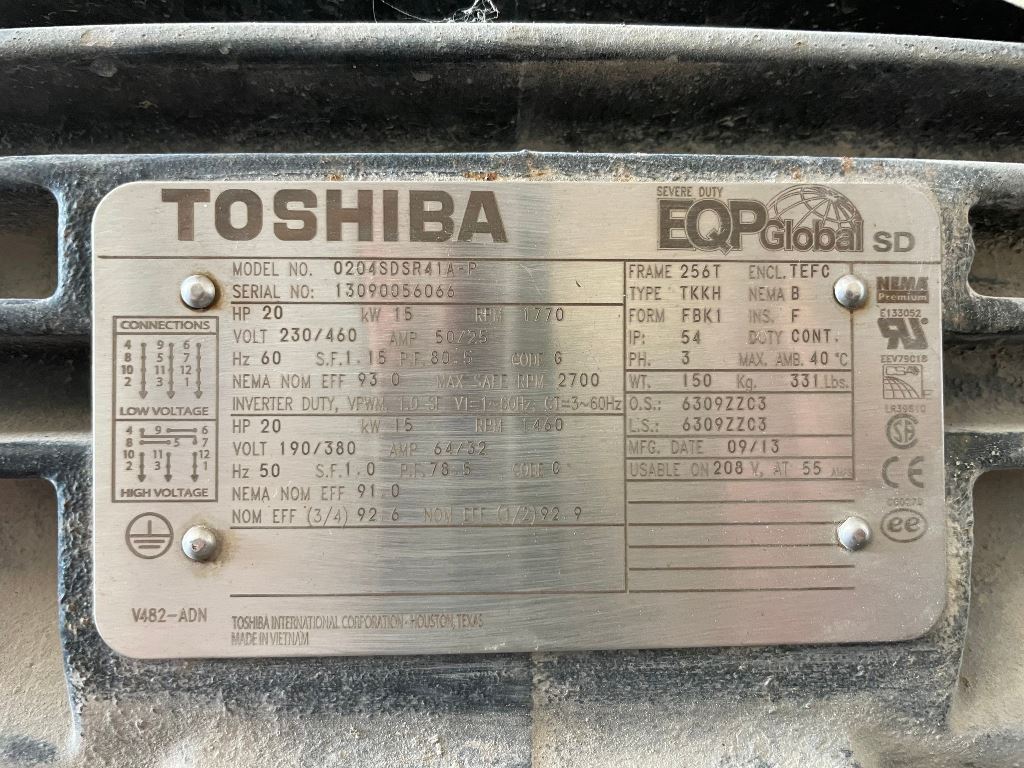 TOSHIBA
SEVERE DUTY
EQP Global SD
MODEL NO. 0204SDSR41A-P
SERIAL NO: 13090056066
HP 20 kW 15 RPM 1770
VOLT 230/460 AMP 50/25
Hz 60 S.F. 1.15 P.F. 80.5 CODE G
NEMA NOM EFF 93.0 MAX SAFE RPM 2700
INVERTER DUTY, VPWM, 1.0 SF VT=1~60Hz, CT=3~60Hz
HP 20 kW 15 RPM 1460
VOLT 190/380 AMP 64/32
Hz 50 S.F. 1.0 P.F. 78.5 CODE G
NEMA NOM EFF 91.0
NOM EFF (3/4) 92.6 NOM EFF (1/2) 92.9
FRAME 256T ENCL. TEFC
TYPE TKKH NEMA B
FORM FBK1 INS. F
IP: 54 DUTY CONT.
PH. 3 MAX. AMB. 40 °C
WT. 150 Kg. 331 Lbs.
O.S.: 6309ZZC3
L.S.: 6309ZZC3
MFG. DATE 09/13
USABLE ON 208 V, AT 55 AMPS
CONNECTIONS
4 9 6
8 5 7
10 11 12
2 3 1
LOW VOLTAGE
4 9 6
8 5 7
10 11 12
2 3 1
HIGH VOLTAGE
NEMA
Premium
E133052
EEV79018
CSA
E
LR39810
CE
ee
V482-ADN
TOSHIBA INTERNATIONAL CORPORATION - HOUSTON, TEXAS
MADE IN VIETNAM